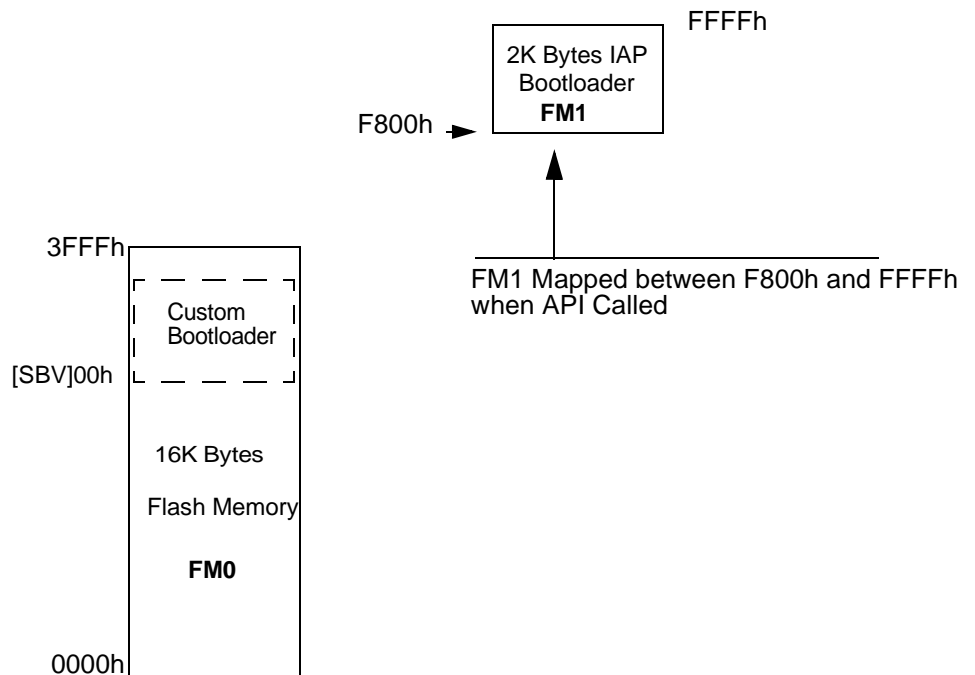 FFFFh
2K Bytes IAP
Bootloader
FM1
F800h
3FFFh
FM1 Mapped between F800h and FFFFh
when API Called
Custom
Bootloader
[SBV]00h
16K Bytes
Flash Memory
FM0
0000h